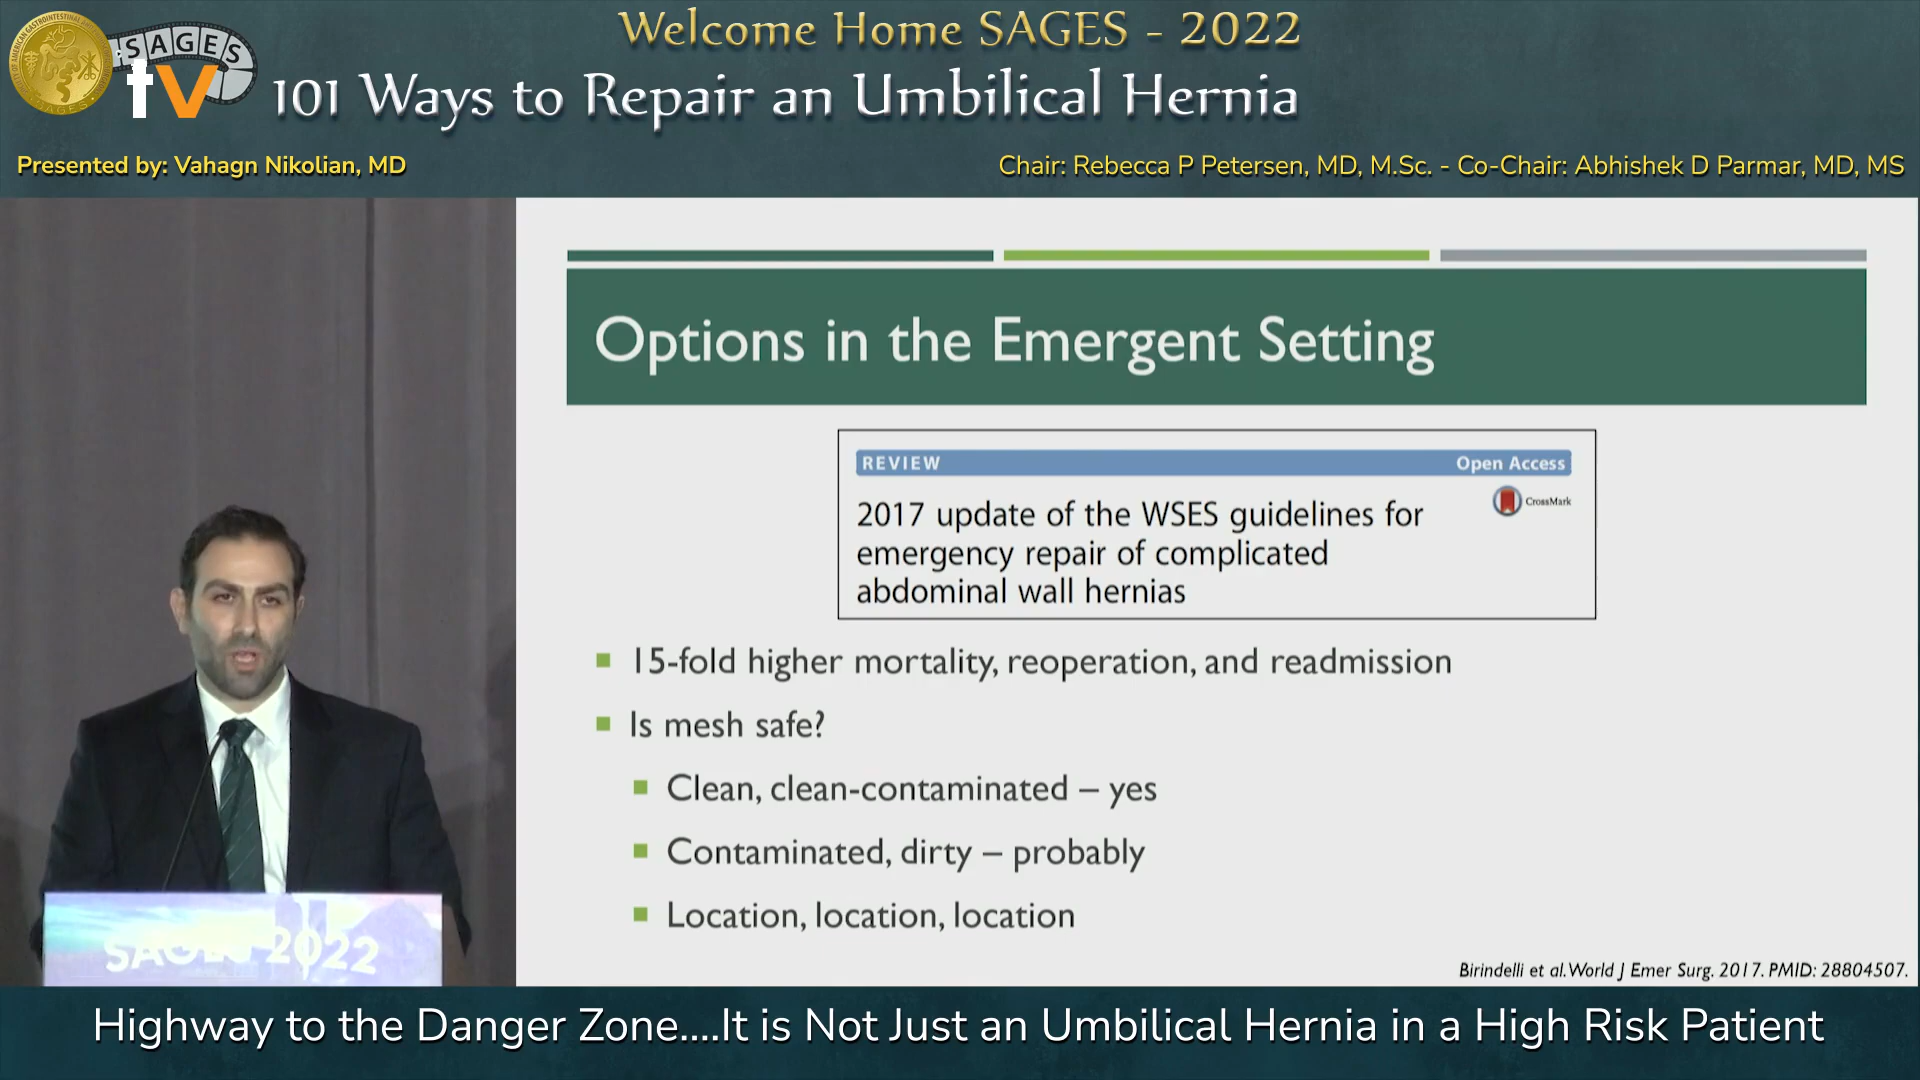 Welcome Home SAGES - 2022
SAGES
tv
101 Ways to Repair an Umbilical Hernia
Presented by: Vahagn Nikolian, MD
Chair: Rebecca P Petersen, MD, M.Sc. - Co-Chair: Abhishek D Parmar, MD, MS
Options in the Emergent Setting
REVIEW
Open Access
2017 update of the WSES guidelines for
emergency repair of complicated
abdominal wall hernias
CrossMark
15-fold higher mortality, reoperation, and readmission
Is mesh safe?
Clean, clean-contaminated – yes
Contaminated, dirty – probably
Location, location, location
Birindelli et al. World J Emer Surg. 2017. PMID: 28804507.
SAGES 2022
Highway to the Danger Zone....It is Not Just an Umbilical Hernia in a High Risk Patient